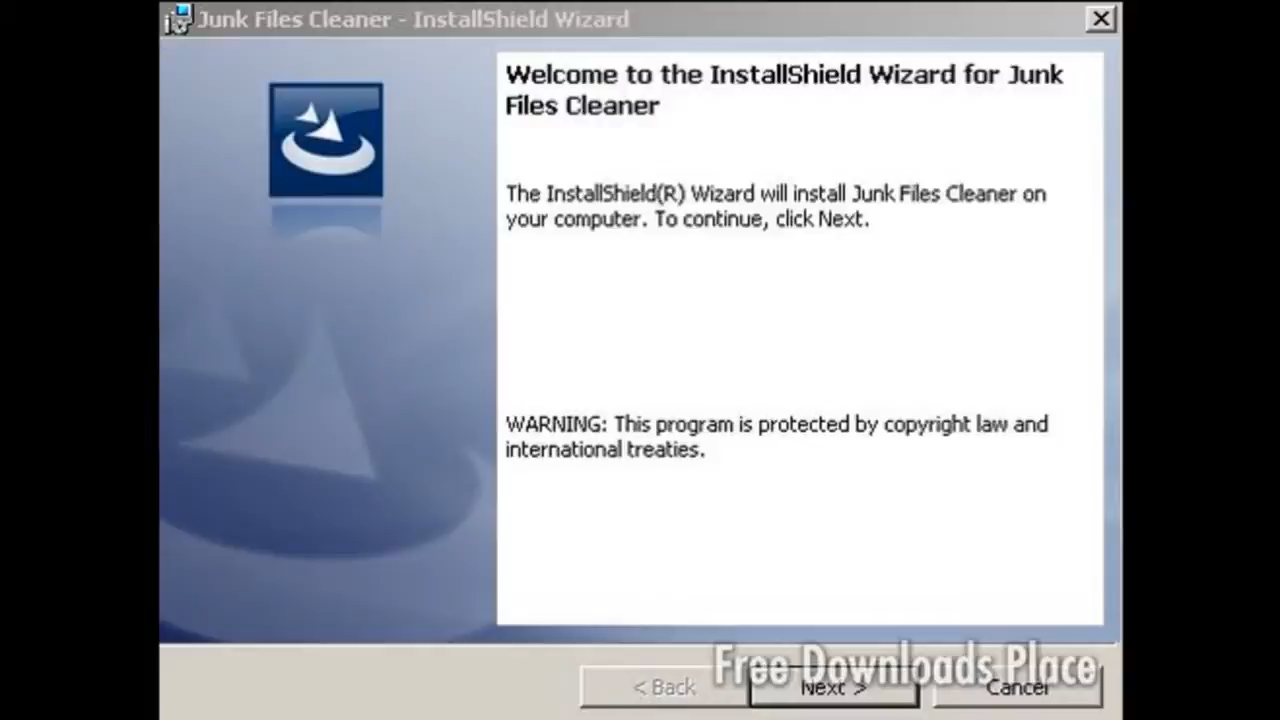 Junk Files Cleaner - InstallShield Wizard
Welcome to the InstallShield Wizard for Junk
Files Cleaner
The InstallShield(R) Wizard will install Junk Files Cleaner on
your computer. To continue, click Next.
WARNING: This program is protected by copyright law and
international treaties.
Free Downloads Place
< Back Next > Cancel